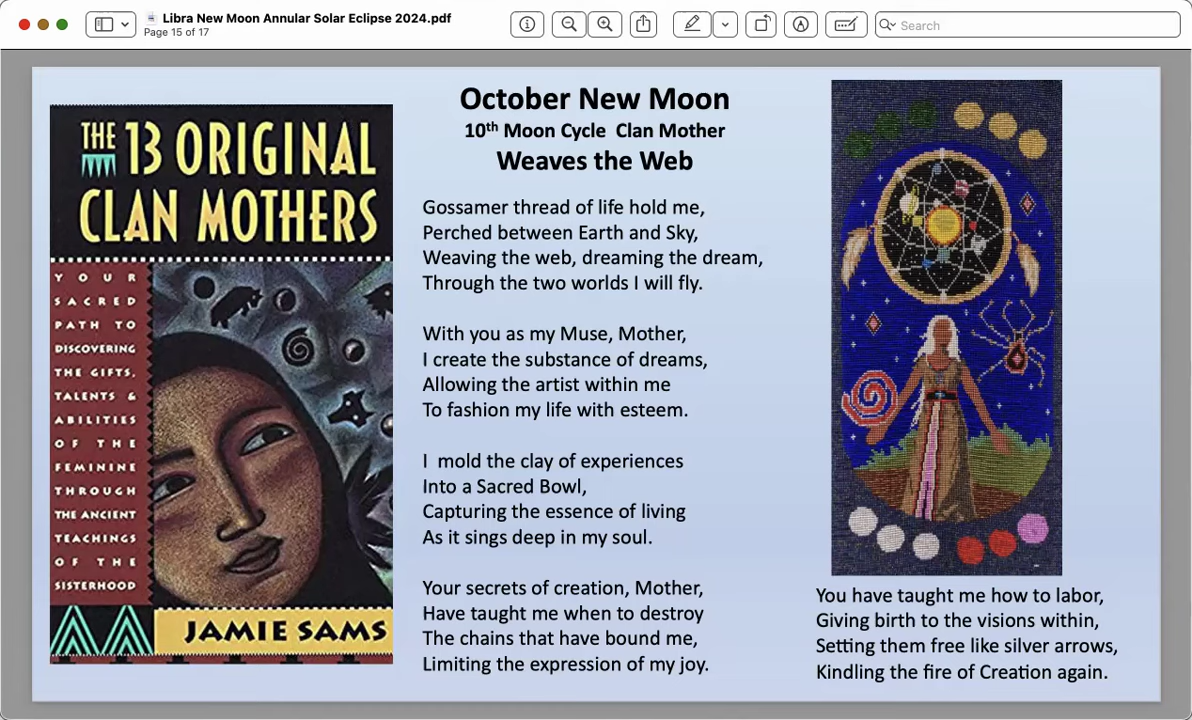 Libra New Moon Annular Solar Eclipse 2024.pdf
Page 15 of 17
Search
THE 13 ORIGINAL
CLAN MOTHERS
YOUR
SACRED
PATH TO
DISCOVERING
THE GIFTS,
TALENTS &
ABILITIES
OF THE
FEMININE
THROUGH
THE ANCIENT
TEACHINGS
OF THE
SISTERHOOD
JAMIE SAMS
October New Moon
10th Moon Cycle Clan Mother
Weaves the Web
Gossamer thread of life hold me,
Perched between Earth and Sky,
Weaving the web, dreaming the dream,
Through the two worlds I will fly.
With you as my Muse, Mother,
I create the substance of dreams,
Allowing the artist within me
To fashion my life with esteem.
I mold the clay of experiences
Into a Sacred Bowl,
Capturing the essence of living
As it sings deep in my soul.
Your secrets of creation, Mother,
Have taught me when to destroy
The chains that have bound me,
Limiting the expression of my joy.
You have taught me how to labor,
Giving birth to the visions within,
Setting them free like silver arrows,
Kindling the fire of Creation again.